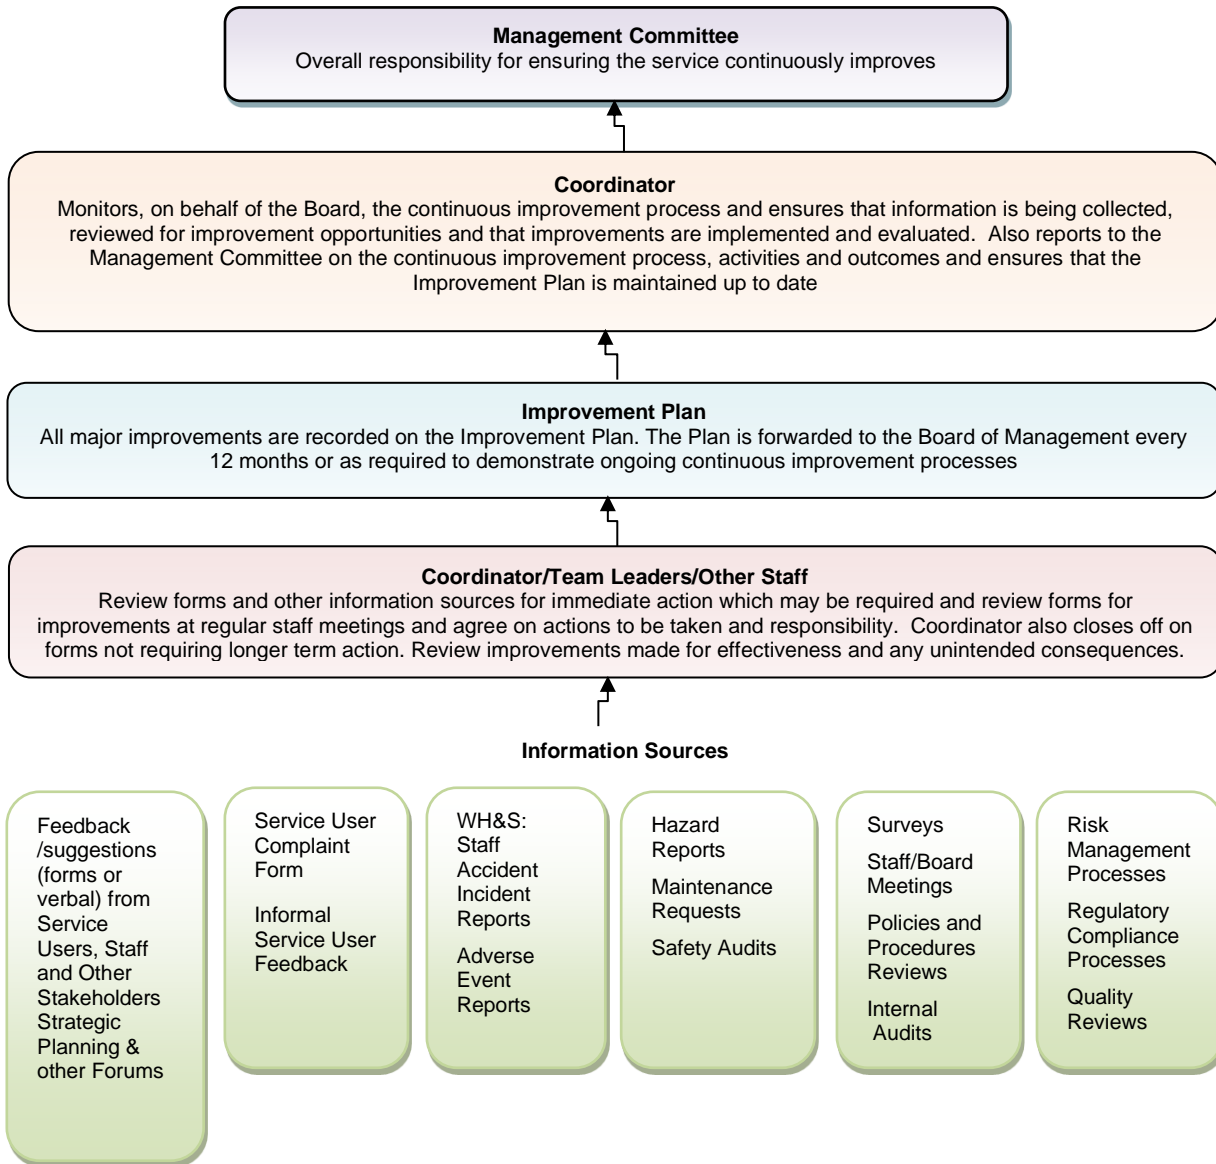 Management Committee
Overall responsibility for ensuring the service continuously improves
Coordinator
Monitors, on behalf of the Board, the continuous improvement process and ensures that information is being collected,
reviewed for improvement opportunities and that improvements are implemented and evaluated.  Also reports to the
Management Committee on the continuous improvement process, activities and outcomes and ensures that the
Improvement Plan is maintained up to date
Improvement Plan
All major improvements are recorded on the Improvement Plan. The Plan is forwarded to the Board of Management every
12 months or as required to demonstrate ongoing continuous improvement processes
Coordinator/Team Leaders/Other Staff
Review forms and other information sources for immediate action which may be required and review forms for
improvements at regular staff meetings and agree on actions to be taken and responsibility.  Coordinator also closes off on
forms not requiring longer term action. Review improvements made for effectiveness and any unintended consequences.
Information Sources
Feedback
/suggestions
(forms or
verbal) from
Service
Users, Staff
and Other
Stakeholders
Strategic
Planning &
other Forums
Service User
Complaint
Form
Informal
Service User
Feedback
WH&S:
Staff
Accident
Incident
Reports
Adverse
Event
Reports
Hazard
Reports
Maintenance
Requests
Safety Audits
Surveys
Staff/Board
Meetings
Policies and
Procedures
Reviews
Internal
Audits
Risk
Management
Processes
Regulatory
Compliance
Processes
Quality
Reviews